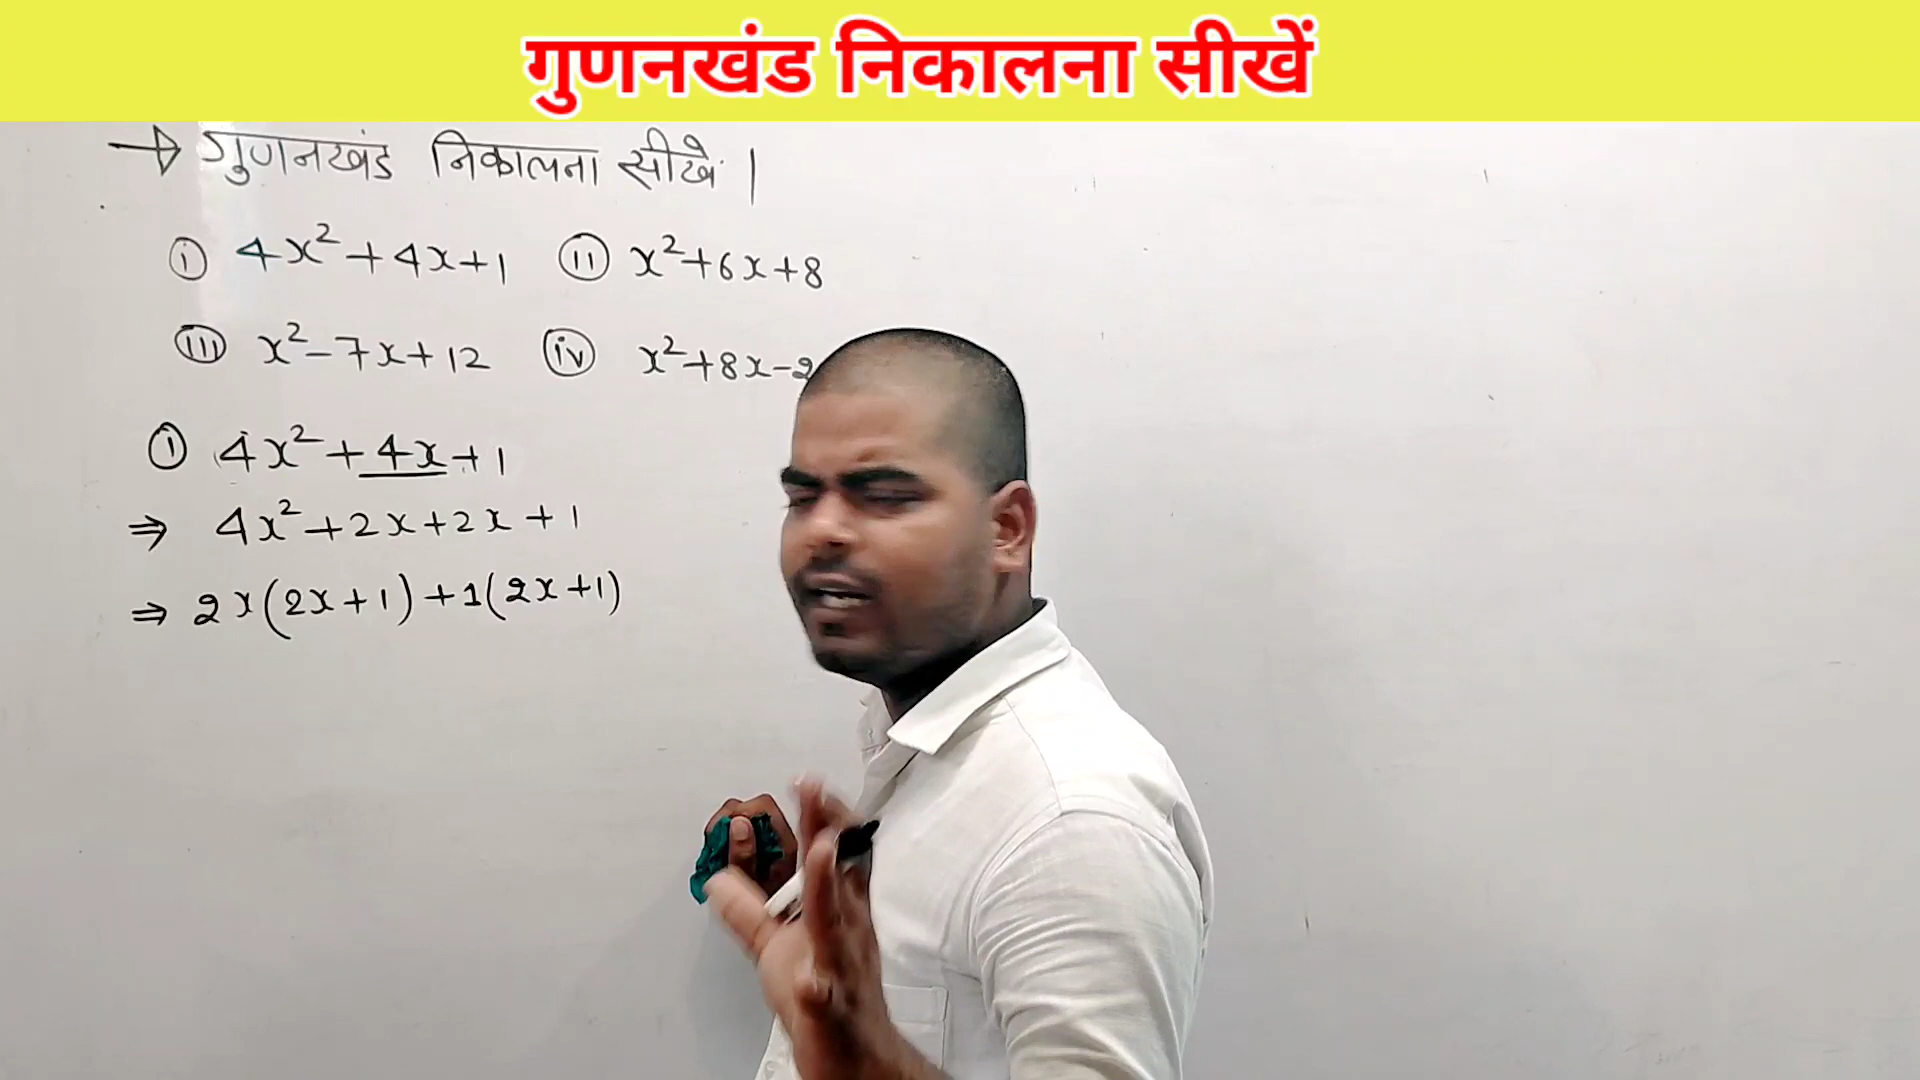 गुणनखंड निकालना सीखें
→ गुणनखंड निकालना सीखे ।
(i) 4x² + 4x + 1 (ii) x² + 6x + 8
(iii) x² - 7x + 12 (iv) x² + 8x - 2
(i) 4x² + 4x + 1
⇒ 4x² + 2x + 2x + 1
⇒ 2x(2x + 1) + 1(2x + 1)